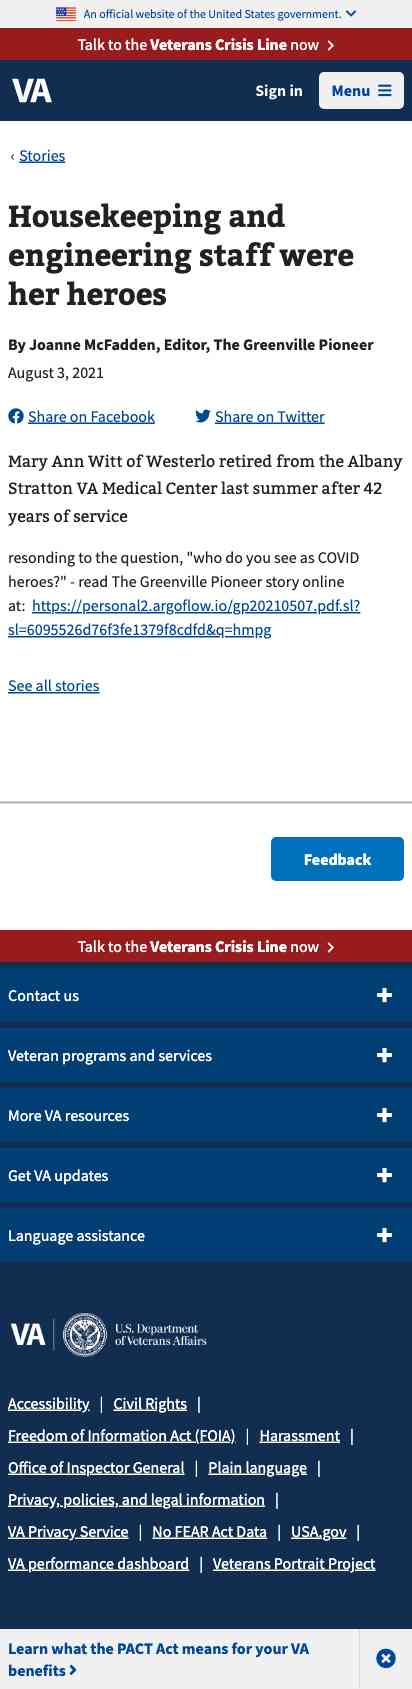 An official website of the United States government.
Talk to the Veterans Crisis Line now
VA
Sign in
Menu
‹ Stories
Housekeeping and
engineering staff were
her heroes
By Joanne McFadden, Editor, The Greenville Pioneer
August 3, 2021
Share on Facebook
Share on Twitter
Mary Ann Witt of Westerlo retired from the Albany
Stratton VA Medical Center last summer after 42
years of service
resonding to the question, "who do you see as COVID
heroes?" - read The Greenville Pioneer story online
at: https://personal2.argoflow.io/gp20210507.pdf.sl?
sl=6095526d76f3fe1379f8cdfd&q=hmpg
See all stories
Feedback
Talk to the Veterans Crisis Line now
Contact us
Veteran programs and services
More VA resources
Get VA updates
Language assistance
VA | U.S. Department
of Veterans Affairs
Accessibility | Civil Rights |
Freedom of Information Act (FOIA) | Harassment |
Office of Inspector General | Plain language |
Privacy, policies, and legal information |
VA Privacy Service | No FEAR Act Data | USA.gov |
VA performance dashboard | Veterans Portrait Project
Learn what the PACT Act means for your VA
benefits